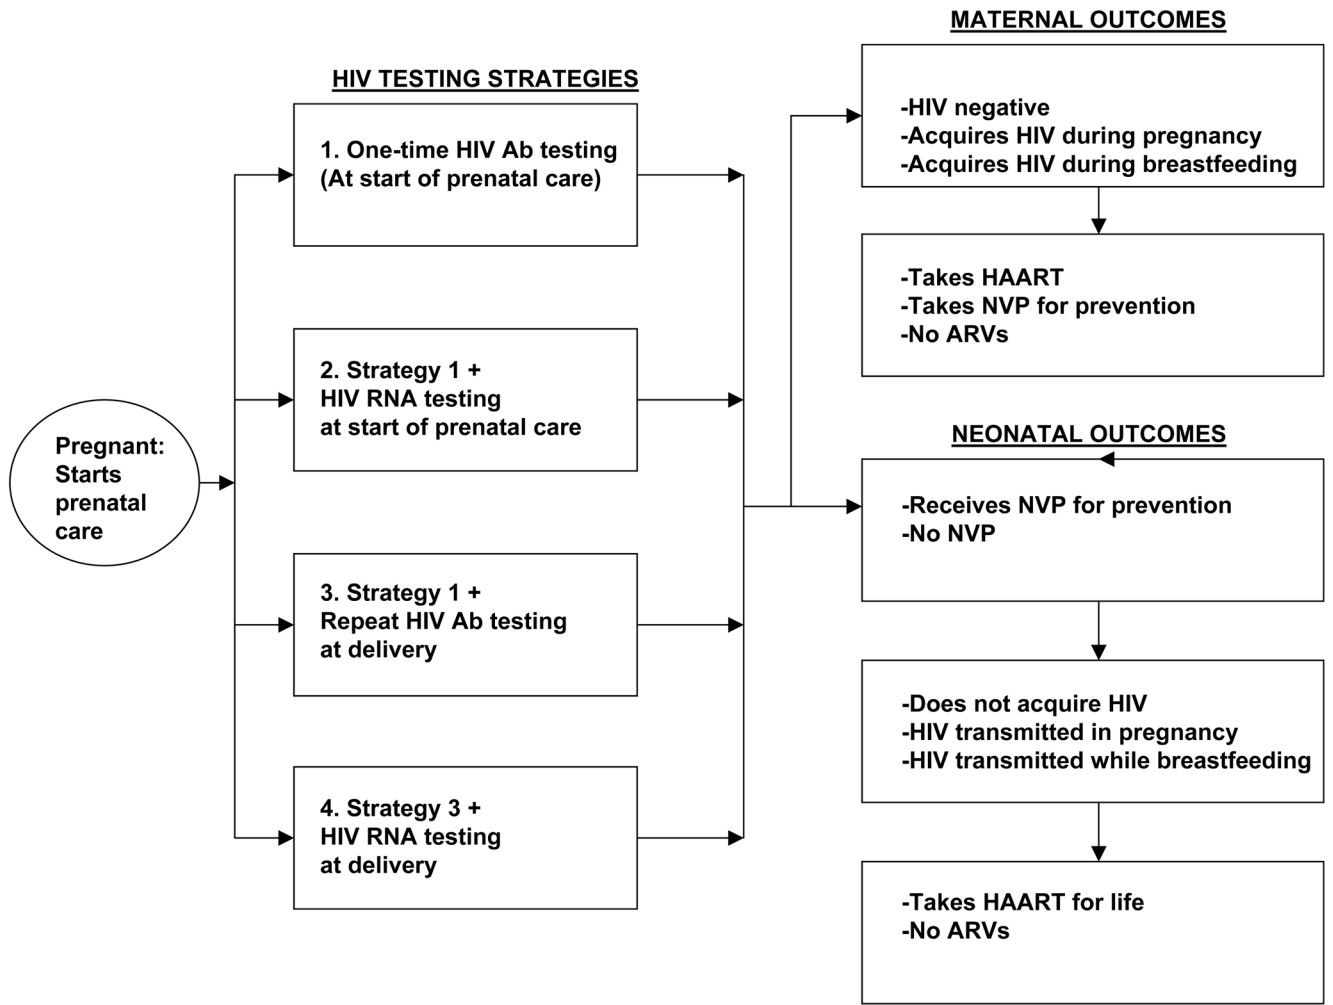 Pregnant:
Starts
prenatal
care
HIV TESTING STRATEGIES
1. One-time HIV Ab testing
(At start of prenatal care)
2. Strategy 1 +
HIV RNA testing
at start of prenatal care
3. Strategy 1 +
Repeat HIV Ab testing
at delivery
4. Strategy 3 +
HIV RNA testing
at delivery
MATERNAL OUTCOMES
-HIV negative
-Acquires HIV during pregnancy
-Acquires HIV during breastfeeding
-Takes HAART
-Takes NVP for prevention
-No ARVs
NEONATAL OUTCOMES
-Receives NVP for prevention
-No NVP
-Does not acquire HIV
-HIV transmitted in pregnancy
-HIV transmitted while breastfeeding
-Takes HAART for life
-No ARVs